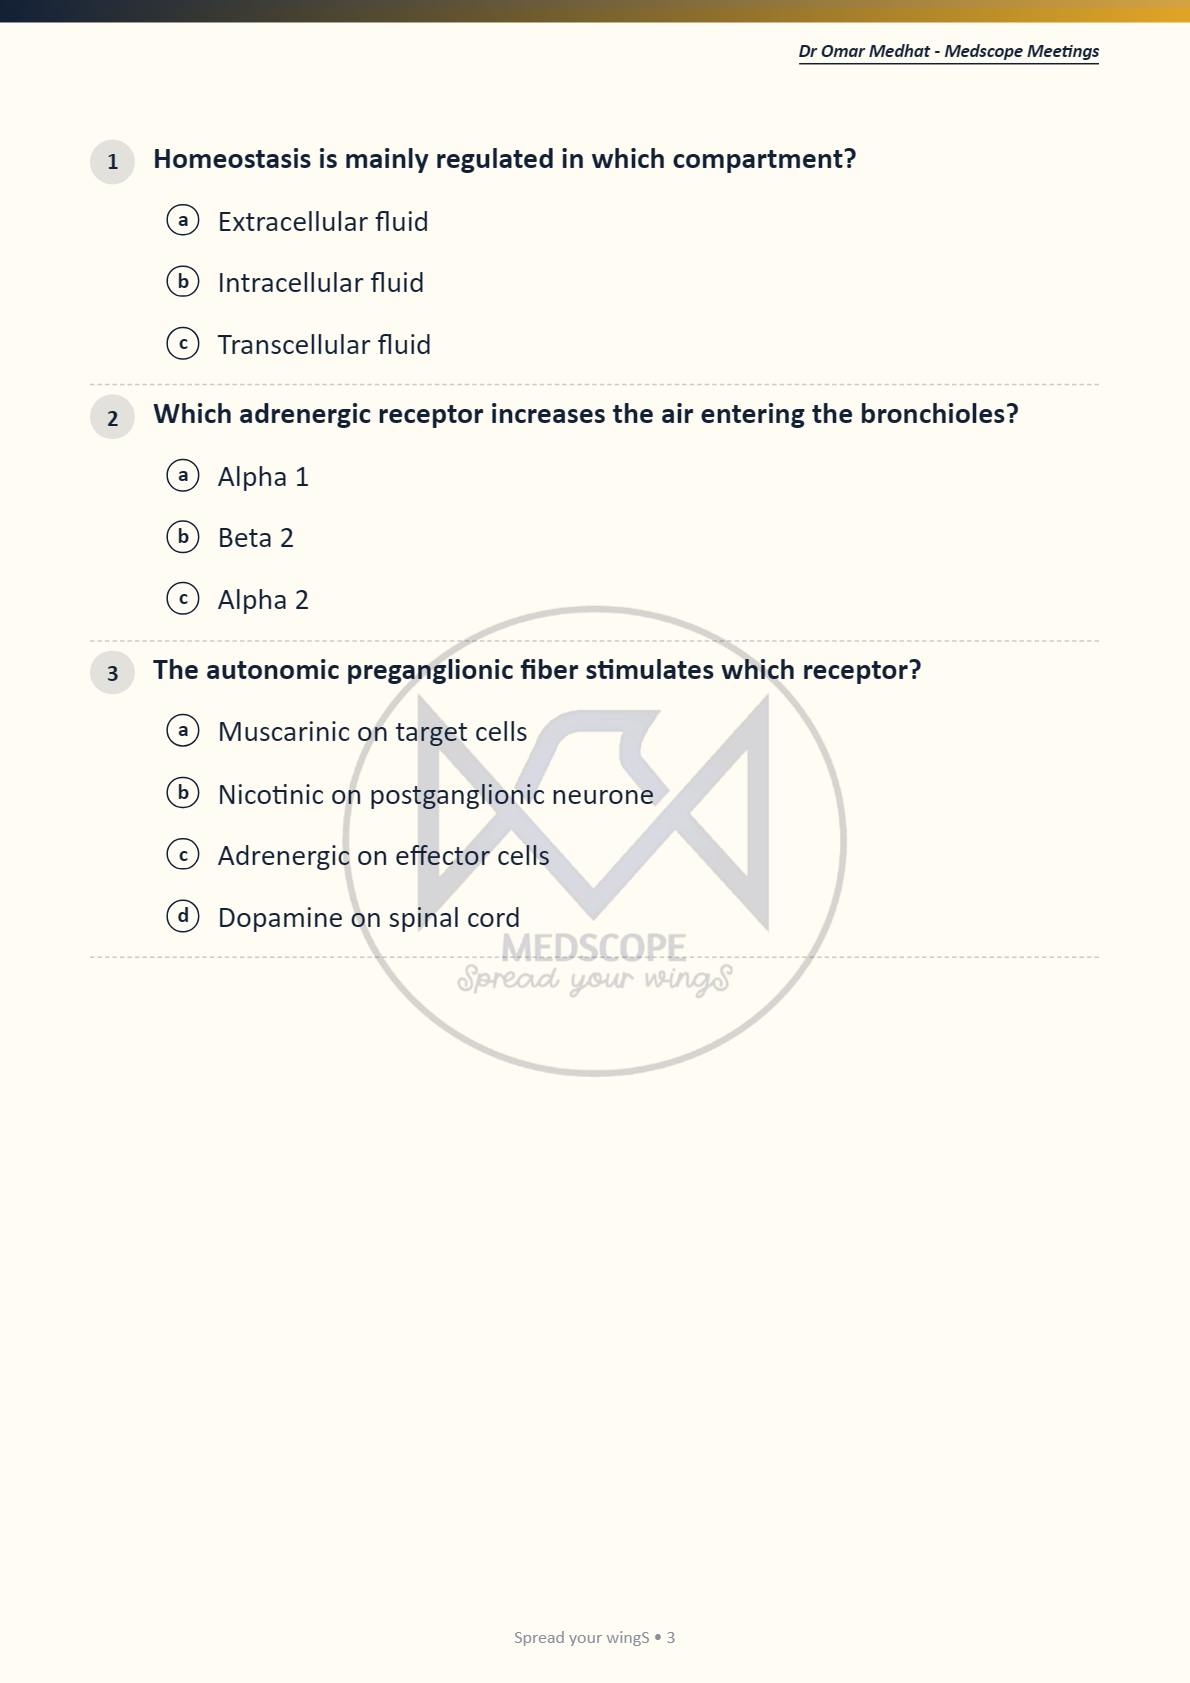 Dr Omar Medhat - Medscope Meetings
1 Homeostasis is mainly regulated in which compartment?
a Extracellular fluid
b Intracellular fluid
c Transcellular fluid
2 Which adrenergic receptor increases the air entering the bronchioles?
a Alpha 1
b Beta 2
c Alpha 2
3 The autonomic preganglionic fiber stimulates which receptor?
a Muscarinic on target cells
b Nicotinic on postganglionic neurone
c Adrenergic on effector cells
d Dopamine on spinal cord
MEDSCOPE
Spread your wingS
Spread your wingS • 3